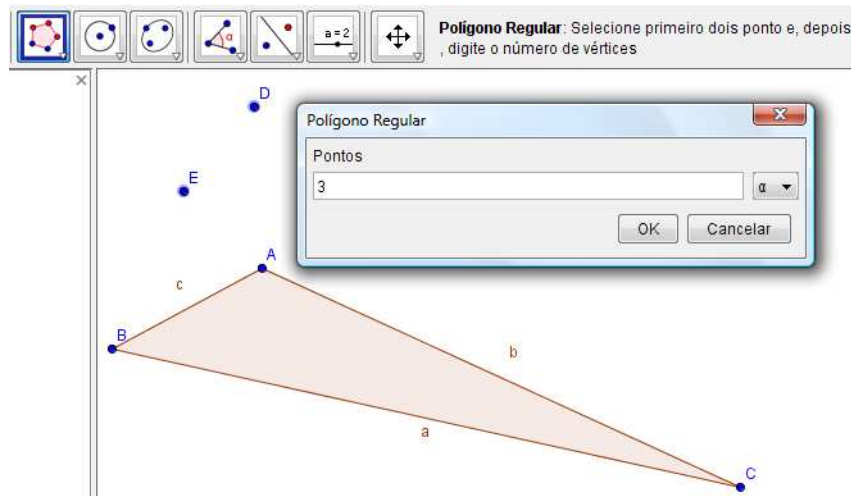 α
a = 2
Polígono Regular: Selecione primeiro dois ponto e, depois
, digite o número de vértices
D
Polígono Regular
Pontos
3
α
OK
Cancelar
E
A
c
B
b
a
C